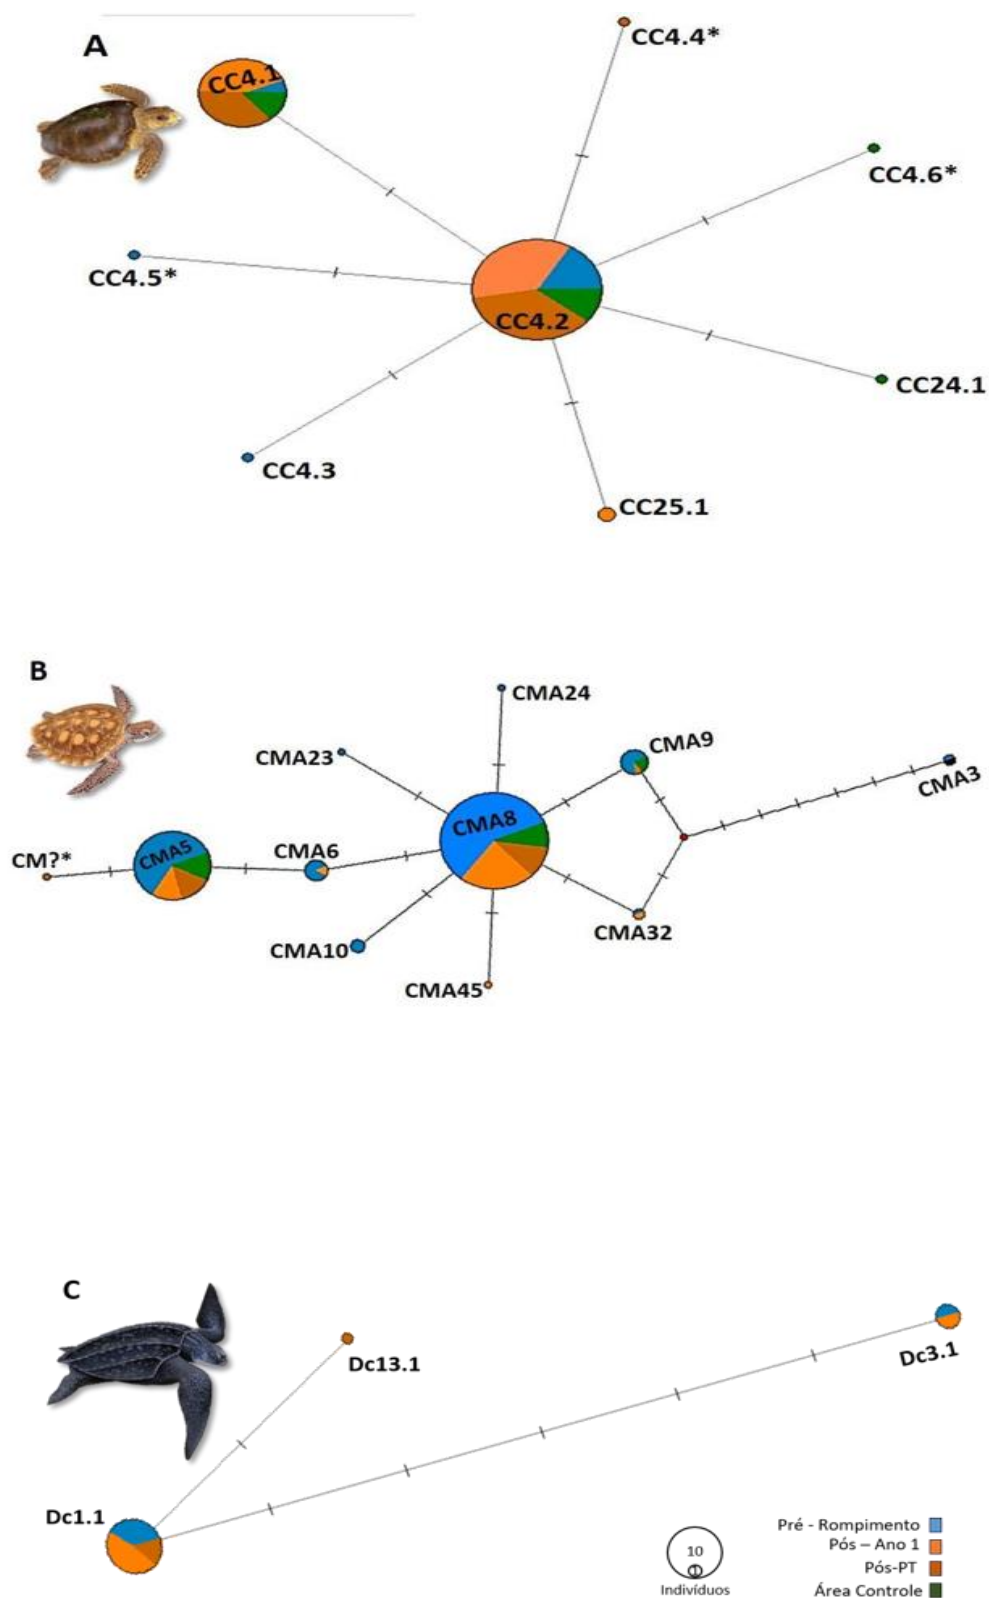 A
CC4.1
CC4.4*
CC4.6*
CC4.5*
CC4.2
CC24.1
CC4.3
CC25.1
B
CMA24
CMA9
CMA23
CMA3
CMA8
CMA5
CM?*
CMA6
CMA32
CMA10
CMA45
C
Dc13.1
Dc3.1
Dc1.1
10
1
Indivíduos
Pré - Rompimento
Pós – Ano 1
Pós-PT
Área Controle